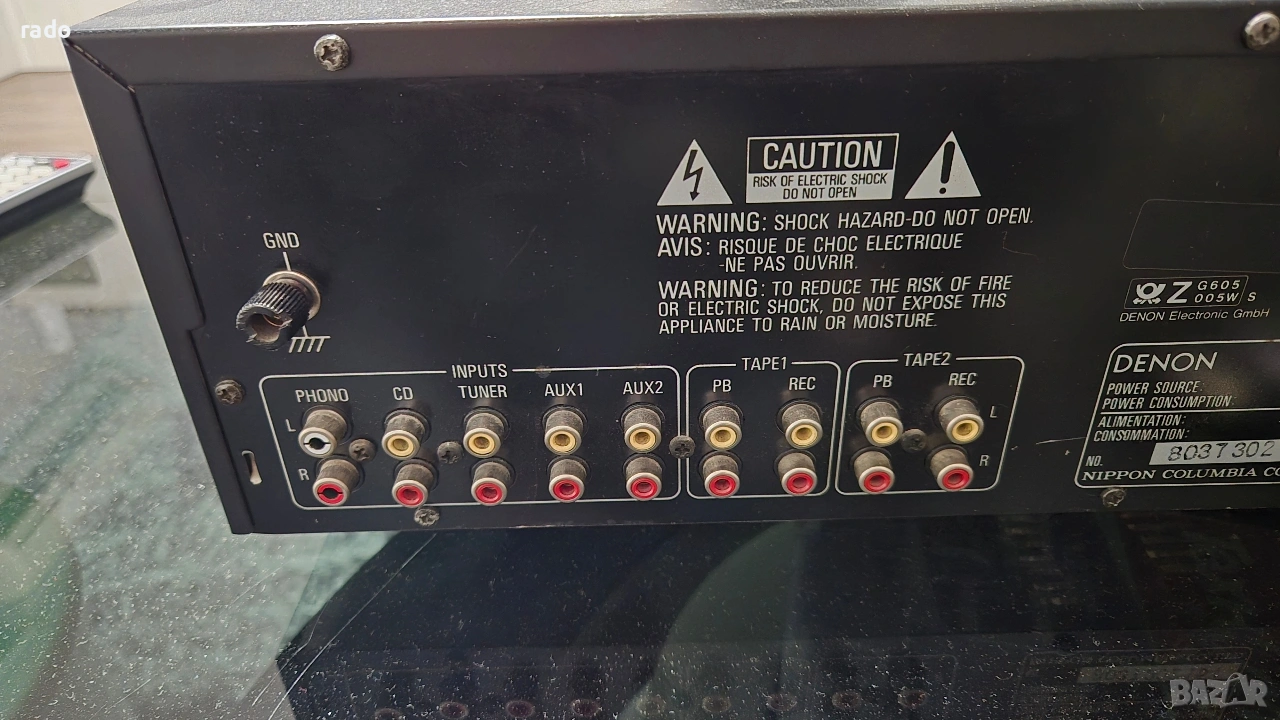 rado
CAUTION
RISK OF ELECTRIC SHOCK
DO NOT OPEN
WARNING: SHOCK HAZARD-DO NOT OPEN.
AVIS: RISQUE DE CHOC ELECTRIQUE
-NE PAS OUVRIR.
WARNING: TO REDUCE THE RISK OF FIRE
OR ELECTRIC SHOCK, DO NOT EXPOSE THIS
APPLIANCE TO RAIN OR MOISTURE.
GND
Z G605
005W S
DENON Electronic GmbH
INPUTS
PHONO CD TUNER AUX1 AUX2
TAPE1
PB REC
TAPE2
PB REC
L
R
L
R
DENON
POWER SOURCE:
POWER CONSUMPTION:
ALIMENTATION:
CONSOMMATION:
NO. 8037302
NIPPON COLUMBIA CO
BAZAR